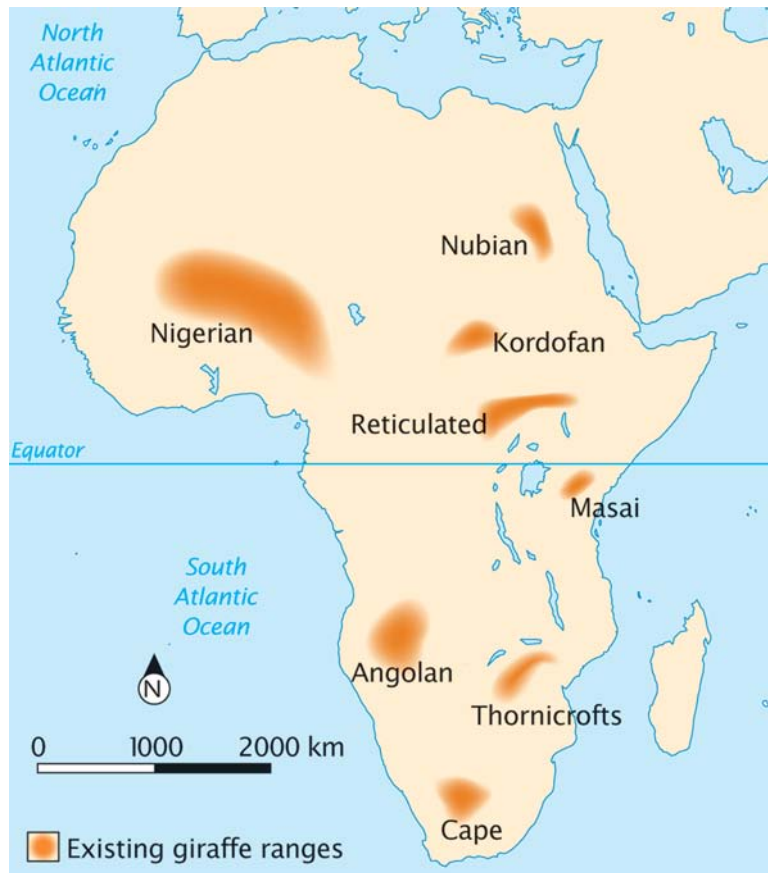 North
Atlantic
Ocean
Nubian
Nigerian
Kordofan
Reticulated
Equator
Masai
South
Atlantic
Ocean
N
Angolan
Thornicrofts
0 1000 2000 km
Cape
Existing giraffe ranges